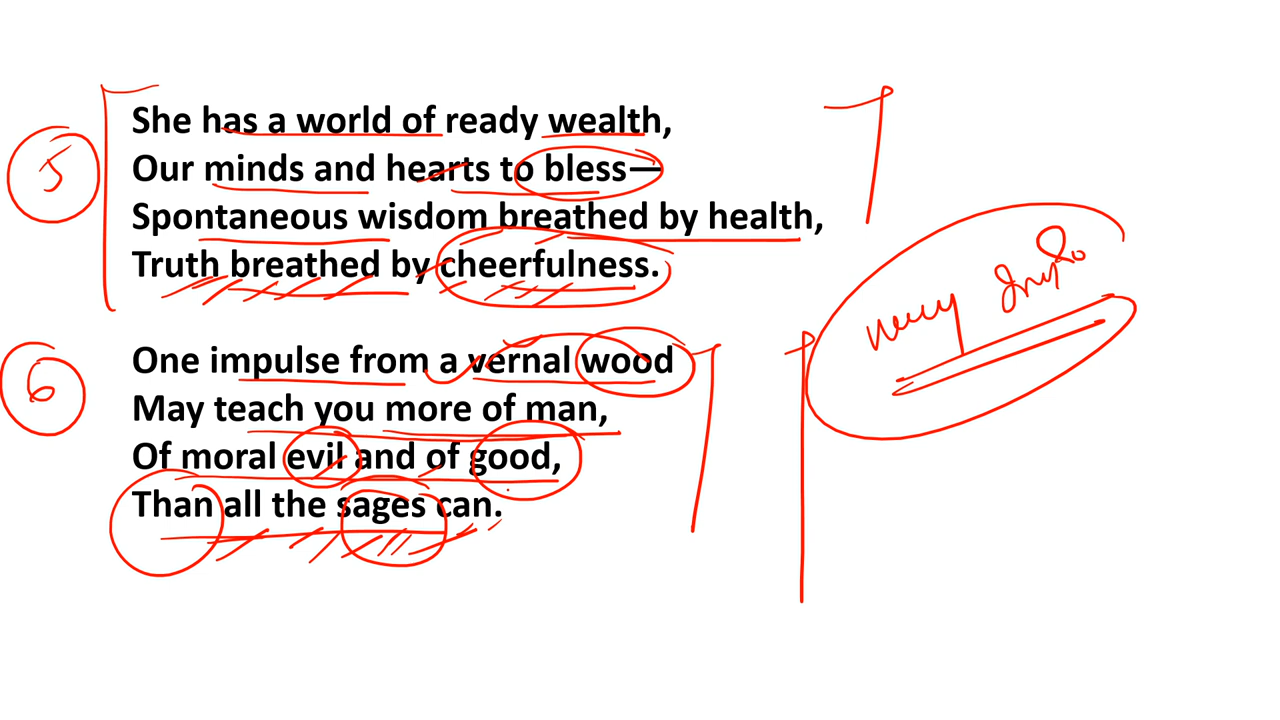 5
She has a world of ready wealth,
Our minds and hearts to bless—
Spontaneous wisdom breathed by health,
Truth breathed by cheerfulness.
6
One impulse from a vernal wood
May teach you more of man,
Of moral evil and of good,
Than all the sages can.